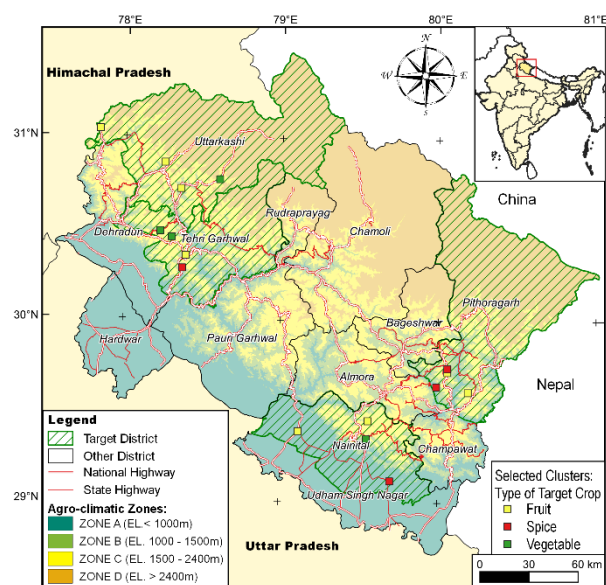 78°E
79°E
80°E
81°E
Himachal Pradesh
N
W
E
S
31°N
Uttarkashi
China
Rudraprayag
Chamoli
Dehradun
Tehri Garhwal
30°N
Pithoragarh
Hardwar
Pauri Garhwal
Bageshwar
Nepal
Almora
Nainital
Champawat
Udham Singh Nagar
29°N
Uttar Pradesh
Legend
Target District
Other District
National Highway
State Highway
Agro-climatic Zones:
ZONE A (EL.< 1000m)
ZONE B (EL. 1000 - 1500m)
ZONE C (EL. 1500 - 2400m)
ZONE D (EL. > 2400m)
Selected Clusters:
Type of Target Crop
Fruit
Spice
Vegetable
0 30 60 km